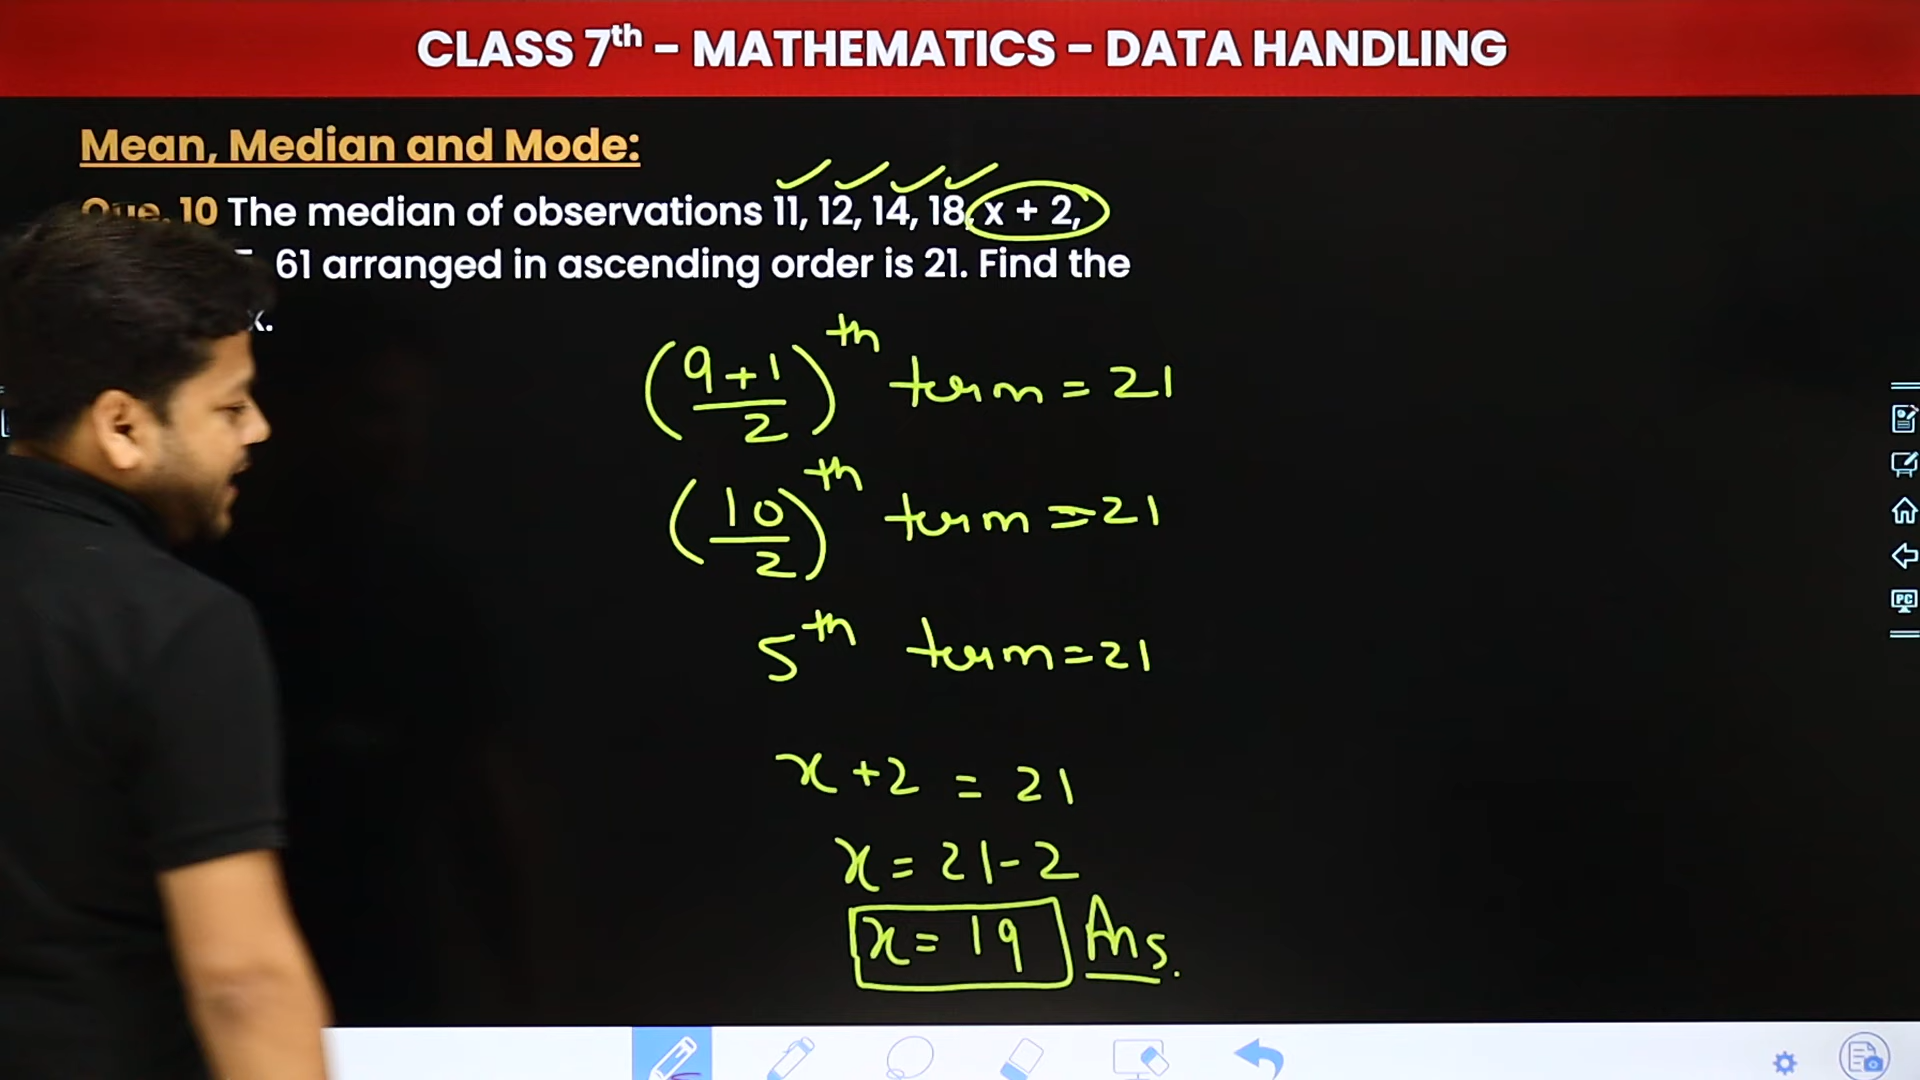 CLASS 7th - MATHEMATICS - DATA HANDLING
Mean, Median and Mode:
Que. 10 The median of observations 11, 12, 14, 18, x + 2,
61 arranged in ascending order is 21. Find the
x.
(9+1/2)th term = 21
(10/2)th term = 21
5th term = 21
x + 2 = 21
x = 21 - 2
x = 19 Ans.
PC